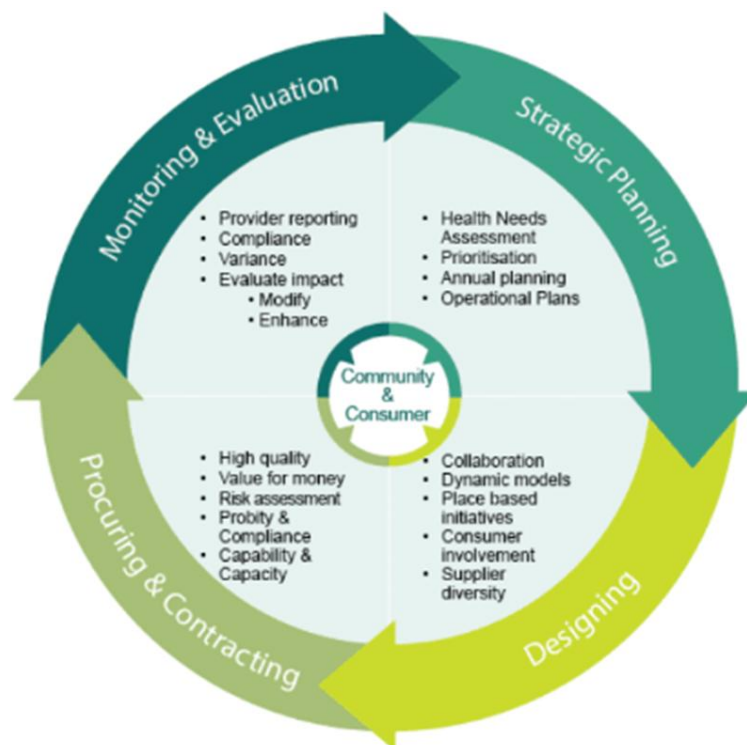 Monitoring & Evaluation
Strategic Planning
• Provider reporting
• Compliance
• Variance
• Evaluate impact
• Modify
• Enhance
• Health Needs
Assessment
• Prioritisation
• Annual planning
• Operational Plans
Community
&
Consumer
• High quality
• Value for money
• Risk assessment
• Probity &
Compliance
• Capability &
Capacity
• Collaboration
• Dynamic models
• Place based
initiatives
• Consumer
involvement
• Supplier
diversity
Procuring & Contracting
Designing